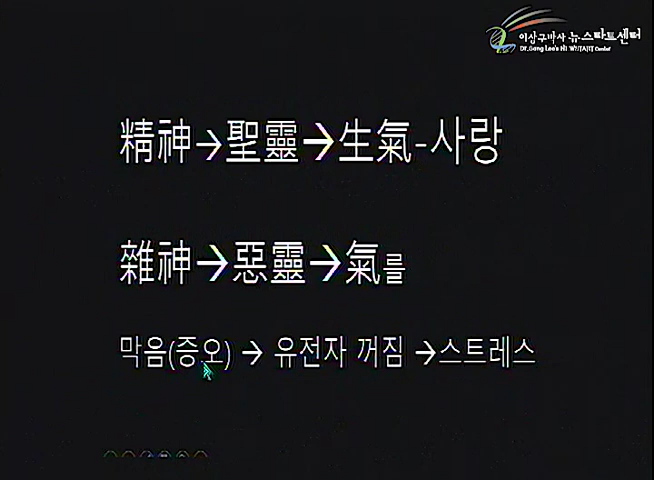 이상구박사 뉴스타트센터
精神→聖靈→生氣-사랑
雜神→惡靈→氣를
막음(증오) → 유전자 꺼짐 →스트레스